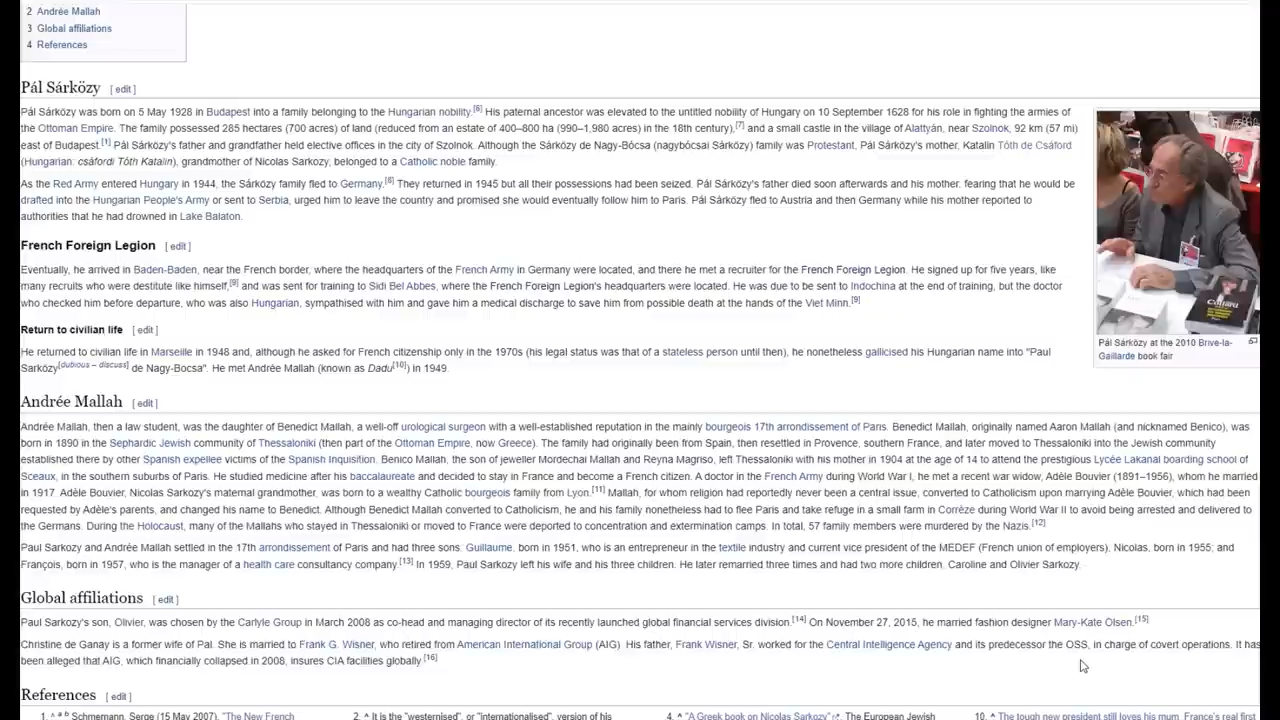 2 Andrée Mallah
3 Global affiliations
4 References
Pál Sárközy [ edit ]
Pál Sárközy was born on 5 May 1928 in Budapest into a family belonging to the Hungarian nobility.[6] His paternal ancestor was elevated to the untitled nobility of Hungary on 10 September 1628 for his role in fighting the armies of
the Ottoman Empire. The family possessed 285 hectares (700 acres) of land (reduced from an estate of 400–800 ha (990–1,980 acres) in the 18th century),[7] and a small castle in the village of Alattyán, near Szolnok, 92 km (57 mi)
east of Budapest.[1] Pál Sárközy's father and grandfather held elective offices in the city of Szolnok. Although the Sárközy de Nagy-Bócsa (nagybócsai Sárközy) family was Protestant, Pál Sárközy's mother, Katalin Tóth de Csáford
(Hungarian: csáfordi Tóth Katalin), grandmother of Nicolas Sarkozy, belonged to a Catholic noble family.
As the Red Army entered Hungary in 1944, the Sárközy family fled to Germany.[8] They returned in 1945 but all their possessions had been seized. Pál Sárközy's father died soon afterwards and his mother, fearing that he would be
drafted into the Hungarian People's Army or sent to Serbia, urged him to leave the country and promised she would eventually follow him to Paris. Pál Sárközy fled to Austria and then Germany while his mother reported to
authorities that he had drowned in Lake Balaton.
French Foreign Legion [ edit ]
Eventually, he arrived in Baden-Baden, near the French border, where the headquarters of the French Army in Germany were located, and there he met a recruiter for the French Foreign Legion. He signed up for five years, like
many recruits who were destitute like himself,[9] and was sent for training to Sidi Bel Abbes, where the French Foreign Legion's headquarters were located. He was due to be sent to Indochina at the end of training, but the doctor
who checked him before departure, who was also Hungarian, sympathised with him and gave him a medical discharge to save him from possible death at the hands of the Viet Minn.[9]
Return to civilian life [ edit ]
He returned to civilian life in Marseille in 1948 and, although he asked for French citizenship only in the 1970s (his legal status was that of a stateless person until then), he nonetheless gallicised his Hungarian name into "Paul
Sarközy[dubious – discuss] de Nagy-Bocsa". He met Andrée Mallah (known as Dadu[10]) in 1949.
Pál Sárközy at the 2010 Brive-la-
Gaillarde book fair
Andrée Mallah [ edit ]
Andrée Mallah, then a law student, was the daughter of Benedict Mallah, a well-off urological surgeon with a well-established reputation in the mainly bourgeois 17th arrondissement of Paris. Benedict Mallah, originally named Aaron Mallah (and nicknamed Benico), was
born in 1890 in the Sephardic Jewish community of Thessaloniki (then part of the Ottoman Empire, now Greece). The family had originally been from Spain, then resettled in Provence, southern France, and later moved to Thessaloniki into the Jewish community
established there by other Spanish expellee victims of the Spanish Inquisition. Benico Mallah, the son of jeweller Mordechai Mallah and Reyna Magriso, left Thessaloniki with his mother in 1904 at the age of 14 to attend the prestigious Lycée Lakanal boarding school of
Sceaux, in the southern suburbs of Paris. He studied medicine after his baccalaureate and decided to stay in France and become a French citizen. A doctor in the French Army during World War I, he met a recent war widow, Adèle Bouvier (1891–1956), whom he married
in 1917. Adèle Bouvier, Nicolas Sarkozy's maternal grandmother, was born to a wealthy Catholic bourgeois family from Lyon.[11] Mallah, for whom religion had reportedly never been a central issue, converted to Catholicism upon marrying Adèle Bouvier, which had been
requested by Adèle's parents, and changed his name to Benedict. Although Benedict Mallah converted to Catholicism, he and his family nonetheless had to flee Paris and take refuge in a small farm in Corrèze during World War II to avoid being arrested and delivered to
the Germans. During the Holocaust, many of the Mallahs who stayed in Thessaloniki or moved to France were deported to concentration and extermination camps. In total, 57 family members were murdered by the Nazis.[12]
Paul Sarkozy and Andrée Mallah settled in the 17th arrondissement of Paris and had three sons: Guillaume, born in 1951, who is an entrepreneur in the textile industry and current vice president of the MEDEF (French union of employers), Nicolas, born in 1955; and
François, born in 1957, who is the manager of a health care consultancy company.[13] In 1959, Paul Sarkozy left his wife and his three children. He later remarried three times and had two more children, Caroline and Olivier Sarkozy.
Global affiliations [ edit ]
Paul Sarkozy's son, Olivier, was chosen by the Carlyle Group in March 2008 as co-head and managing director of its recently launched global financial services division.[14] On November 27, 2015, he married fashion designer Mary-Kate Olsen.[15]
Christine de Ganay is a former wife of Pal. She is married to Frank G. Wisner, who retired from American International Group (AIG) His father, Frank Wisner, Sr. worked for the Central Intelligence Agency and its predecessor the OSS, in charge of covert operations. It has
been alleged that AIG, which financially collapsed in 2008, insures CIA facilities globally.[16]
References [ edit ]
1. ^ a b Schmemann, Serge (15 May 2007). "The New French
2. ^ It is the "westernised", or "internationalised", version of his
4. ^ "A Greek book on Nicolas Sarkozy". The European Jewish
10. ^ The tough new president still loves his mum, France's real first